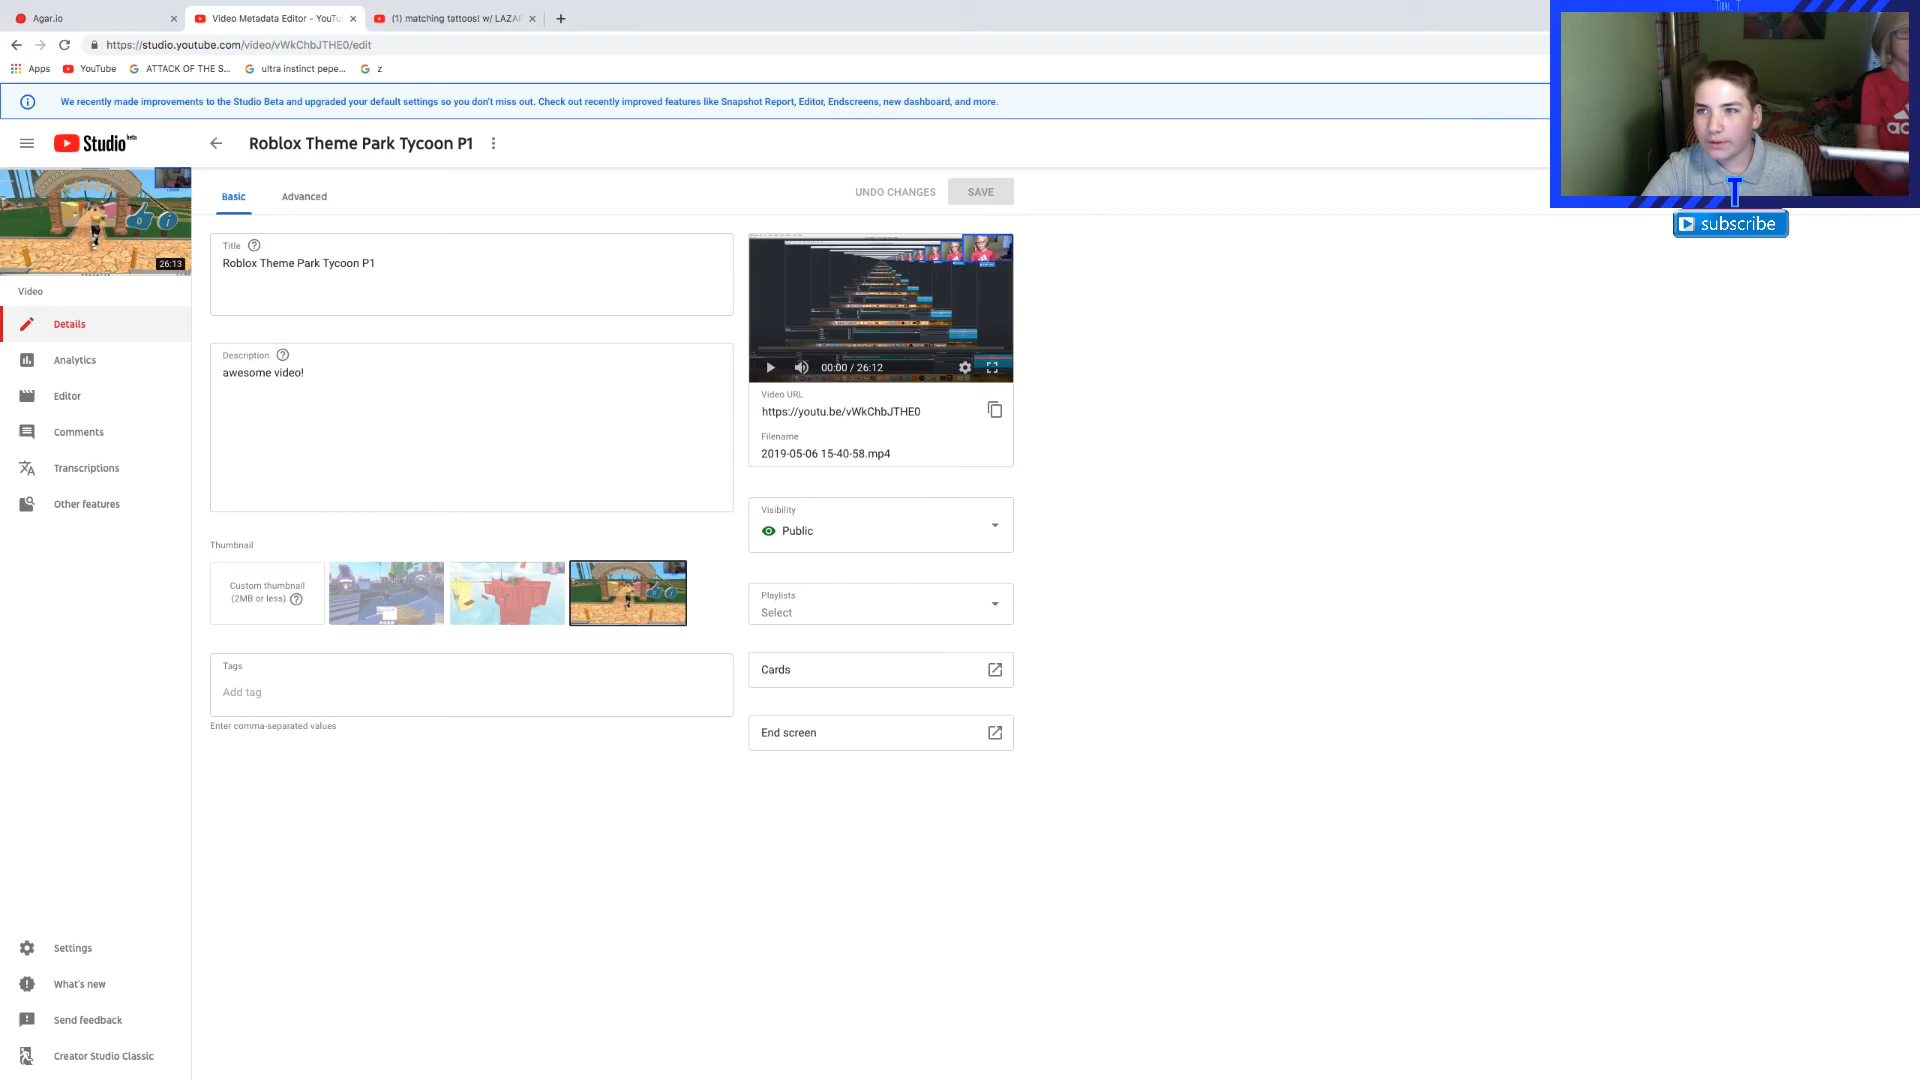 Agar.io
Video Metadata Editor - YouTu
(1) matching tattoos! w/ LAZAR
https://studio.youtube.com/video/vWkChbJTHE0/edit
Apps
YouTube
ATTACK OF THE S...
ultra instinct pepe...
z
We recently made improvements to the Studio Beta and upgraded your default settings so you don't miss out. Check out recently improved features like Snapshot Report, Editor, Endscreens, new dashboard, and more.
Studio beta
Roblox Theme Park Tycoon P1
T
subscribe
26:13
Video
Details
Analytics
Editor
Comments
Transcriptions
Other features
Settings
What's new
Send feedback
Creator Studio Classic
Basic
Advanced
UNDO CHANGES
SAVE
Title
Roblox Theme Park Tycoon P1
Description
awesome video!
Thumbnail
Custom thumbnail
(2MB or less)
Tags
Add tag
Enter comma-separated values
00:00 / 26:12
Video URL
https://youtu.be/vWkChbJTHE0
Filename
2019-05-06 15-40-58.mp4
Visibility
Public
Playlists
Select
Cards
End screen